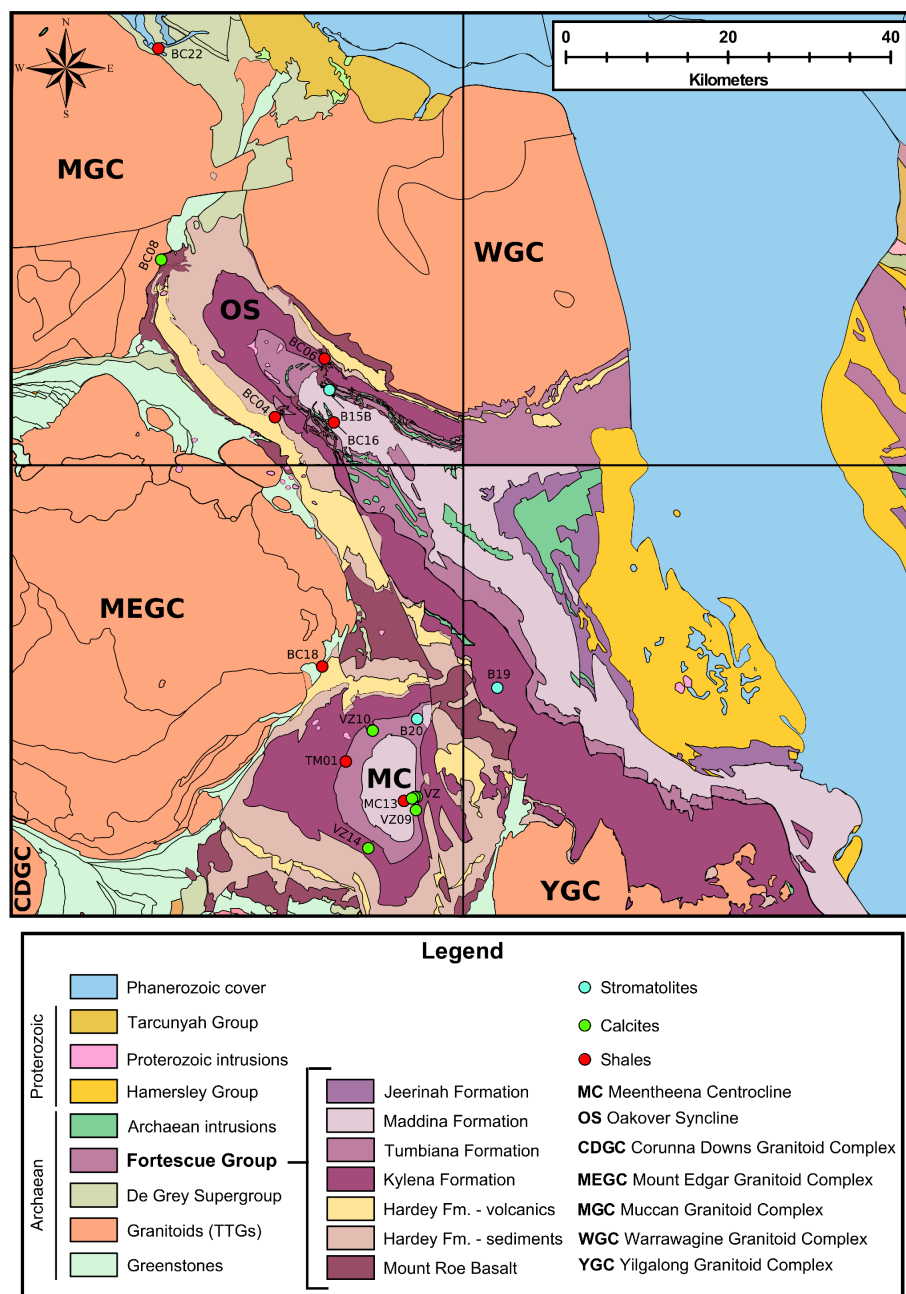 N
W E
S
BC22
0 20 40
Kilometers
MGC
WGC
BC08
OS
BC06
BC04
B15B
BC16
MEGC
BC18
B19
VZ10
B20
TM01
MC
VZ
MC13
VZ09
VZ14
CDGC
YGC
Legend
Proterozoic
Archaean
Phanerozoic cover
Tarcunyah Group
Proterozoic intrusions
Hamersley Group
Archaean intrusions
Fortescue Group
De Grey Supergroup
Granitoids (TTGs)
Greenstones
Jeerinah Formation
Maddina Formation
Tumbiana Formation
Kylena Formation
Hardey Fm. - volcanics
Hardey Fm. - sediments
Mount Roe Basalt
Stromatolites
Calcites
Shales
MC Meentheena Centrocline
OS Oakover Syncline
CDGC Corunna Downs Granitoid Complex
MEGC Mount Edgar Granitoid Complex
MGC Muccan Granitoid Complex
WGC Warrawagine Granitoid Complex
YGC Yilgalong Granitoid Complex